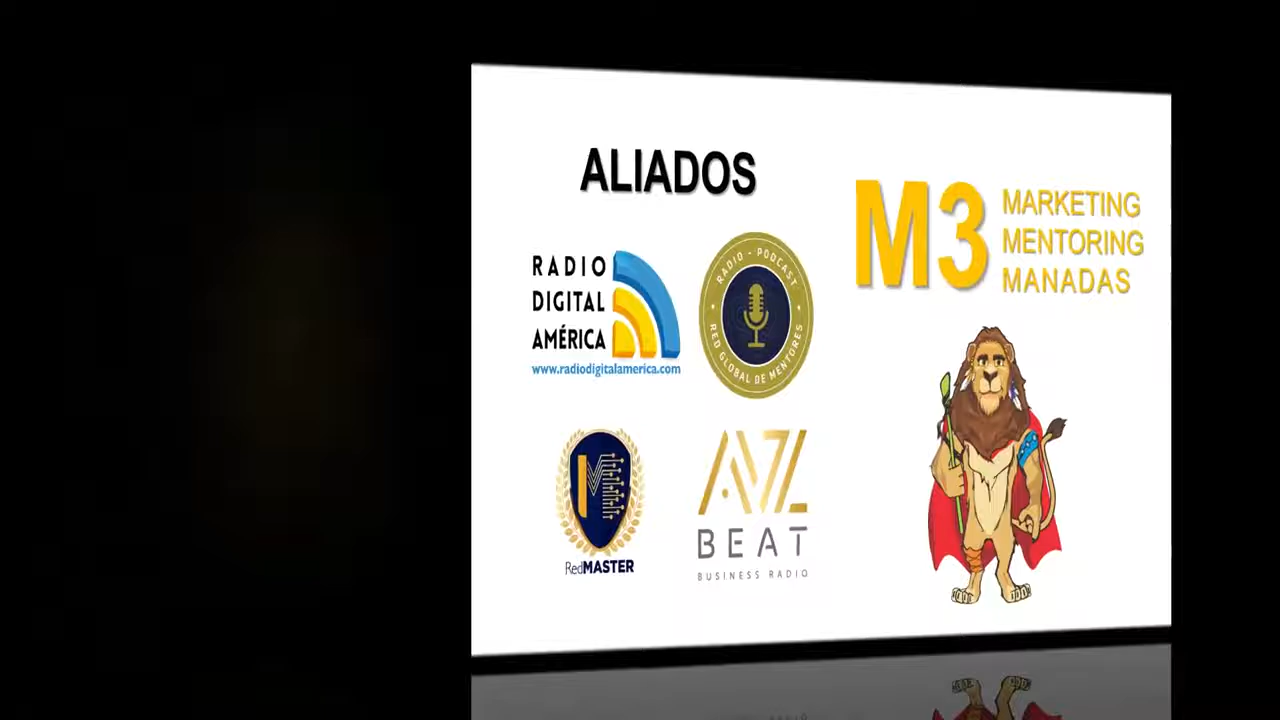 ALIADOS
RADIO
DIGITAL
AMÉRICA
www.radiodigitalamerica.com
RADIO - PODCAST
RED GLOBAL DE MENTORES
RedMASTER
AZ
BEAT
BUSINESS RADIO
M3
MARKETING
MENTORING
MANADAS